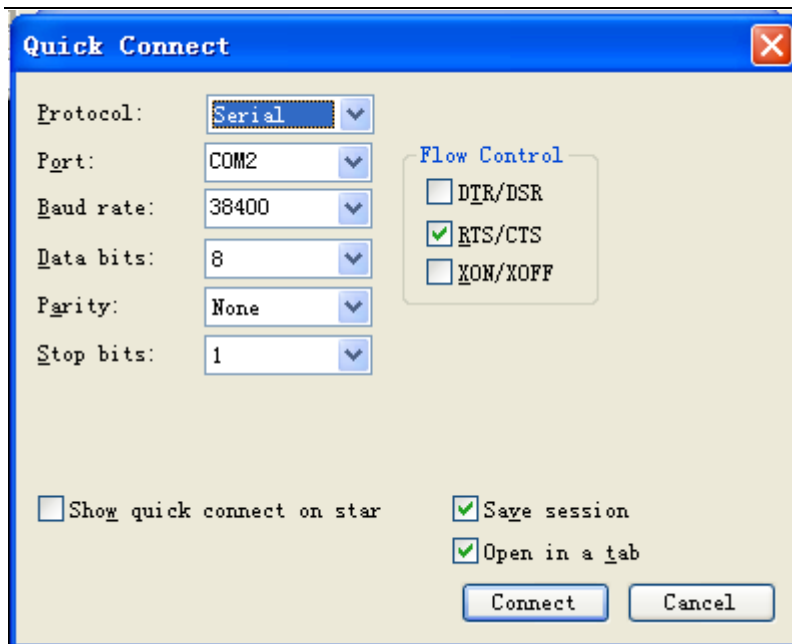 Quick Connect
Protocol: Serial
Port: COM2
Baud rate: 38400
Data bits: 8
Parity: None
Stop bits: 1
Flow Control
DTR/DSR
RTS/CTS
XON/XOFF
Show quick connect on star
Save session
Open in a tab
Connect Cancel